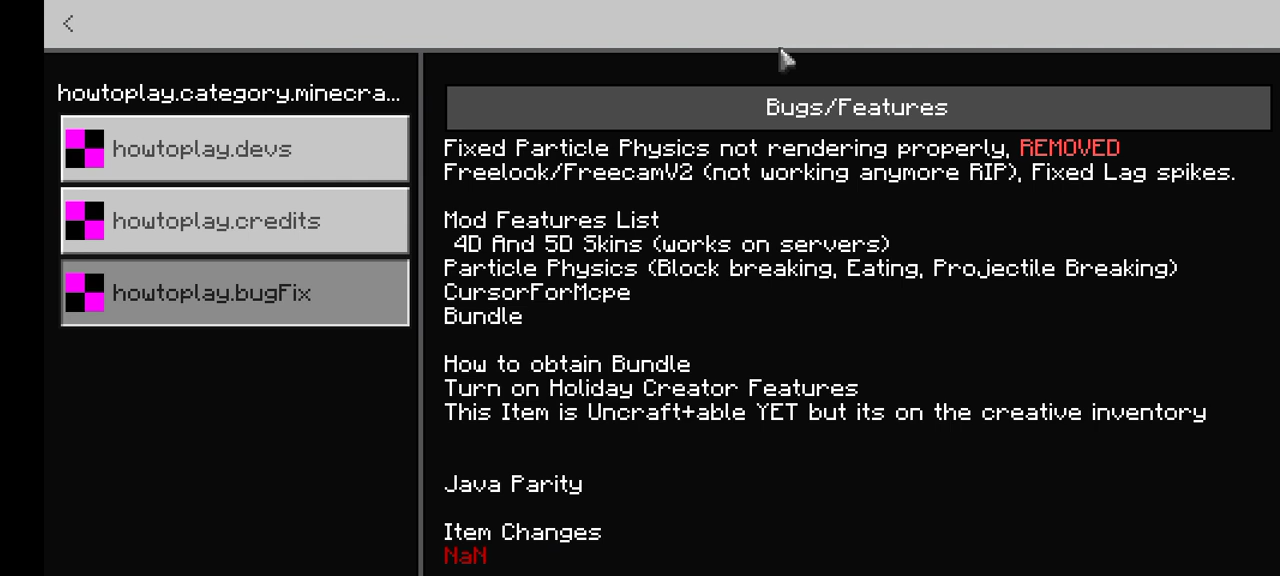 howtoplay.category.minecra...
howtoplay.devs
howtoplay.credits
howtoplay.bugFix
Bugs/Features
Fixed Particle Physics not rendering properly, REMOVED
Freelook/FreecamV2 (not working anymore RIP), Fixed Lag spikes.
Mod Features List
4D And 5D Skins (works on servers)
Particle Physics (Block breaking, Eating, Projectile Breaking)
CursorForMcpe
Bundle
How to obtain Bundle
Turn on Holiday Creator Features
This Item is Uncraft+able YET but its on the creative inventory
Java Parity
Item Changes
NaN